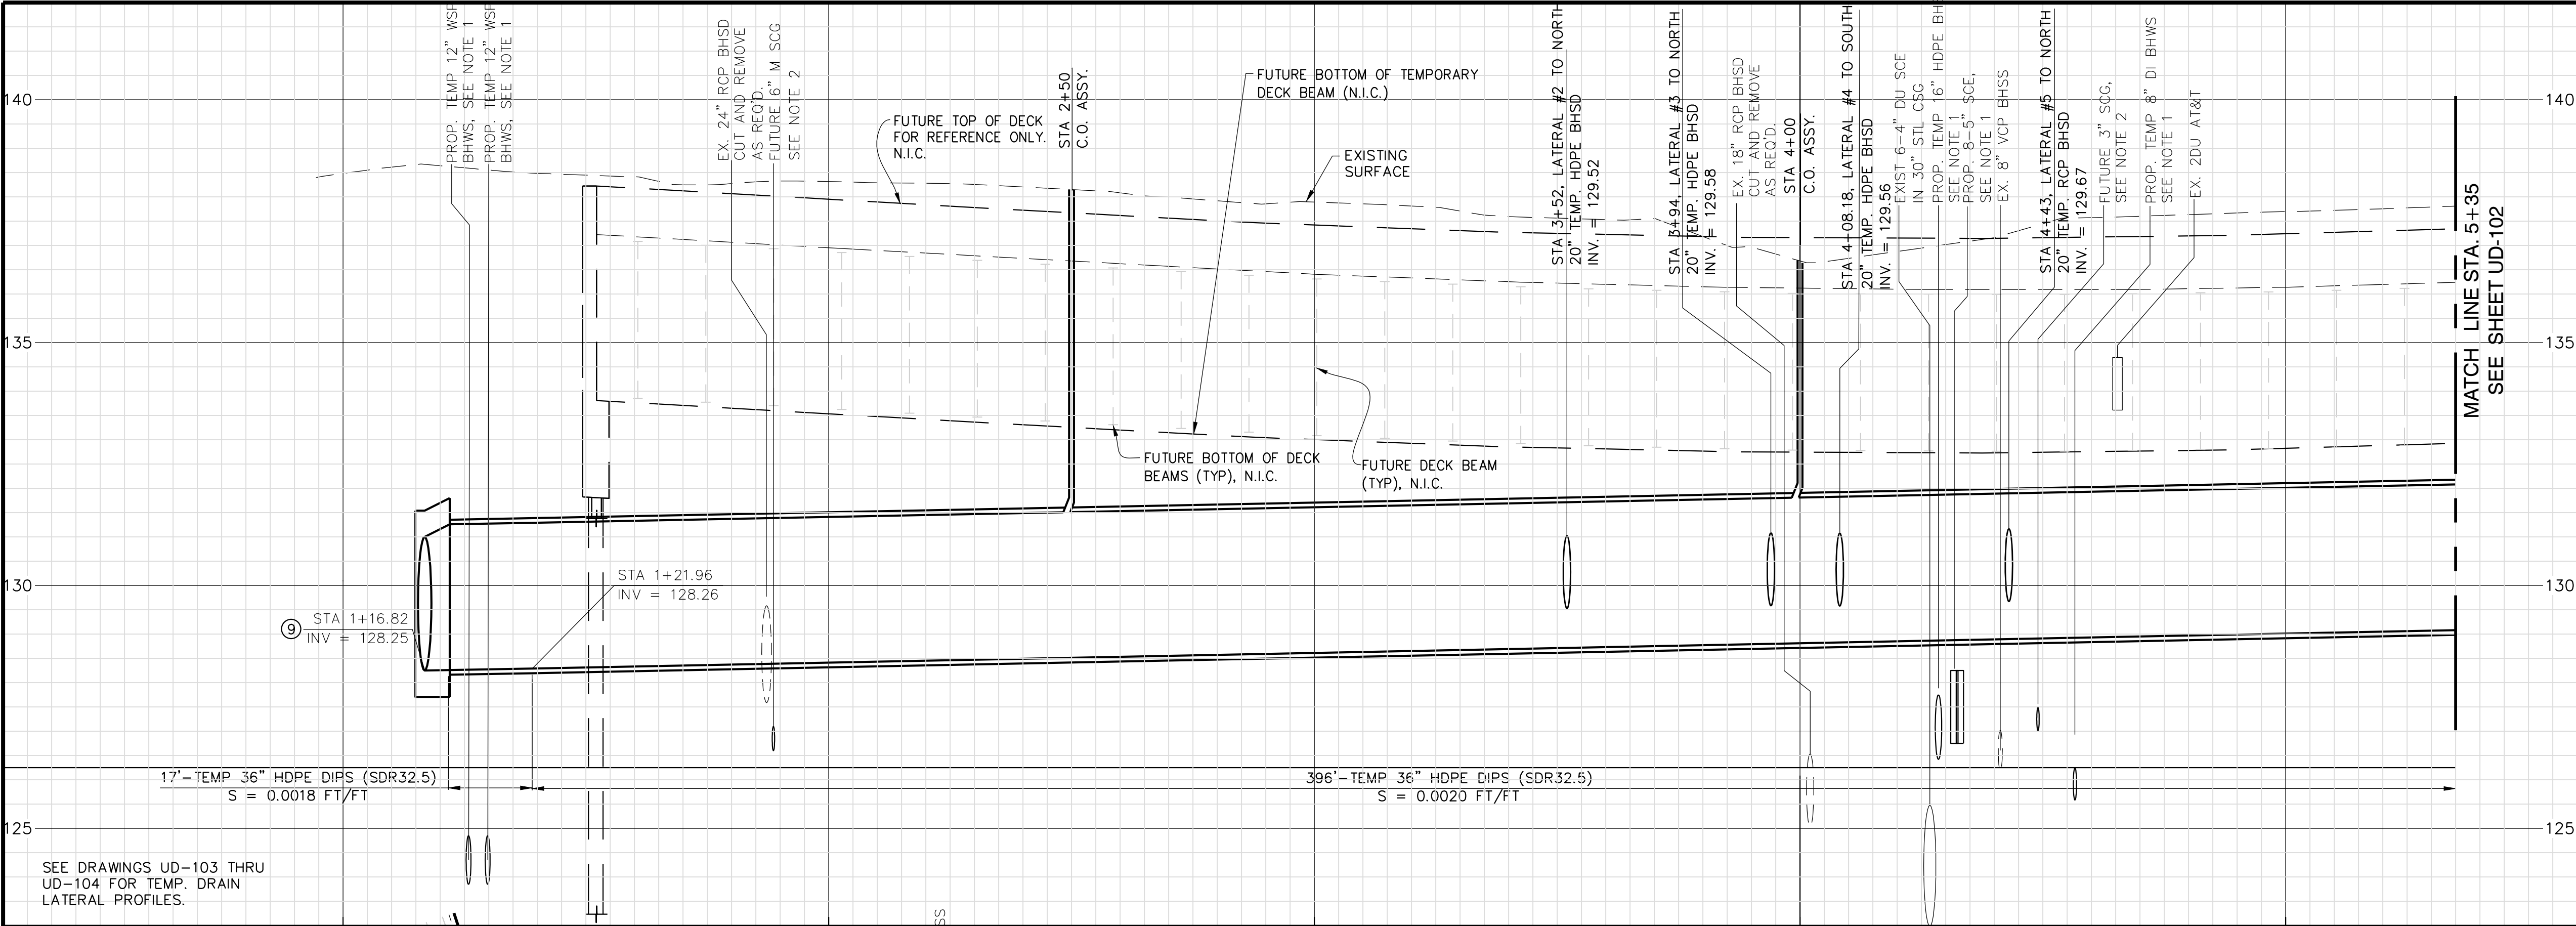 PROP. TEMP 12" WSP
BHWS, SEE NOTE 1
PROP. TEMP 12" WSP
BHWS, SEE NOTE 1
EX. 24" RCP BHSD
CUT AND REMOVE
AS REQ'D.
FUTURE 6" M SCG
SEE NOTE 2
FUTURE TOP OF DECK
FOR REFERENCE ONLY.
N.I.C.
STA 2+50
C.O. ASSY.
FUTURE BOTTOM OF TEMPORARY
DECK BEAM (N.I.C.)
EXISTING
SURFACE
STA 3+52, LATERAL #2 TO NORTH
20" TEMP. HDPE BHSD
INV. = 129.52
STA 3+94, LATERAL #3 TO NORTH
20" TEMP. HDPE BHSD
INV. = 129.58
EX. 18" RCP BHSD
CUT AND REMOVE
AS REQ'D.
STA 4+00
C.O. ASSY.
STA 4-08.18, LATERAL #4 TO SOUTH
20" TEMP. HDPE BHSD
INV. = 129.56
EXIST 6-4" DU SCE
IN 30" STL CSG
PROP. TEMP 16" HDPE
SEE NOTE 1
PROP. 8-5" SCE,
SEE NOTE 1
EX. 8" VCP BHSS
STA 4+43, LATERAL #5 TO NORTH
20" TEMP. RCP BHSD
INV. = 129.67
FUTURE 3" SCG,
SEE NOTE 2
PROP. TEMP 8" DI BHWS
SEE NOTE 1
EX. 2DU AT&T
MATCH LINE STA. 5+35
SEE SHEET UD-102
140
140
135
135
130
130
125
125
FUTURE BOTTOM OF DECK
BEAMS (TYP), N.I.C.
FUTURE DECK BEAM
(TYP), N.I.C.
STA 1+21.96
INV = 128.26
9
STA 1+16.82
INV = 128.25
17'-TEMP 36" HDPE DIPS (SDR32.5)
S = 0.0018 FT/FT
396'-TEMP 36" HDPE DIPS (SDR32.5)
S = 0.0020 FT/FT
SEE DRAWINGS UD-103 THRU
UD-104 FOR TEMP. DRAIN
LATERAL PROFILES.
SS